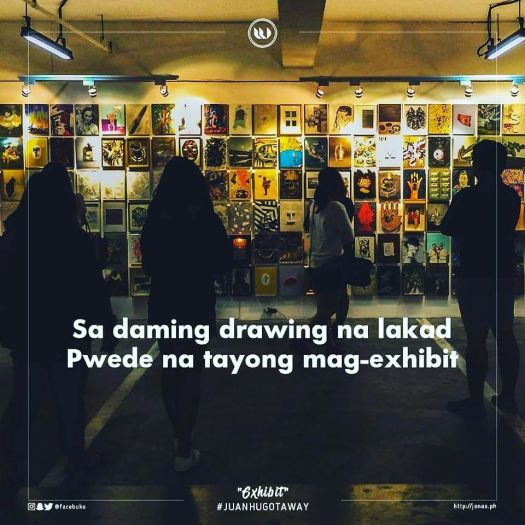 Sa daming drawing na lakad
Pwede na tayong mag-exhibit
"Exhibit"
#JUANHUGOTAWAY
@facebuko
http://jonas.ph